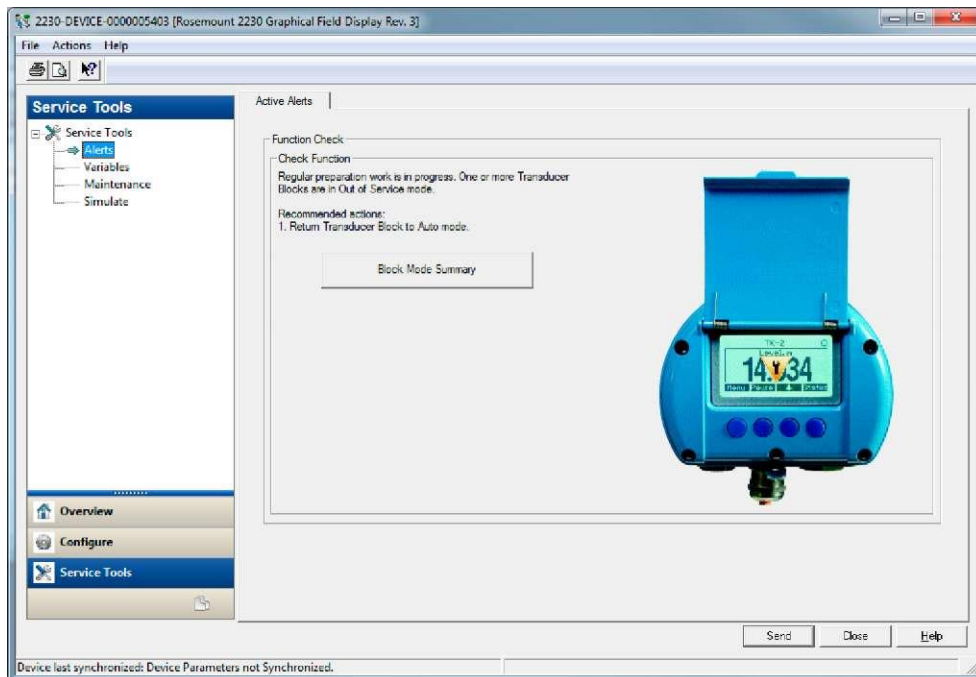 2230-DEVICE-0000005403 [Rosemount 2230 Graphical Field Display Rev. 3]
File Actions Help
Service Tools
Service Tools
Alerts
Variables
Maintenance
Simulate
Overview
Configure
Service Tools
Active Alerts
Function Check
Check Function
Regular preparation work is in progress. One or more Transducer
Blocks are in Out of Service mode.
Recommended actions:
1. Return Transducer Block to Auto mode.
Block Mode Summary
TK-2
Level.m
Menu Pause Status
Send Close Help
Device last synchronized: Device Parameters not Synchronized.